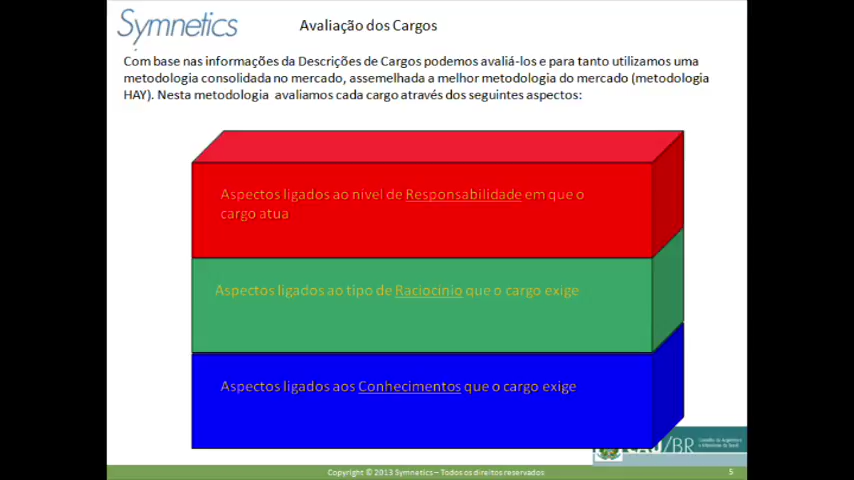 Symnetics
Avaliação dos Cargos
Com base nas informações da Descrições de Cargos podemos avaliá-los e para tanto utilizamos uma
metodologia consolidada no mercado, assemelhada a melhor metodologia do mercado (metodologia
HAY). Nesta metodologia avaliamos cada cargo através dos seguintes aspectos:
Aspectos ligados ao nivel de Responsabilidade em que o
cargo atua
Aspectos ligados ao tipo de Raciocínio que o cargo exige
Aspectos ligados aos Conhecimentos que o cargo exige
CAU/BR
Copyright © 2013 Symnetics – Todos os direitos reservados
5